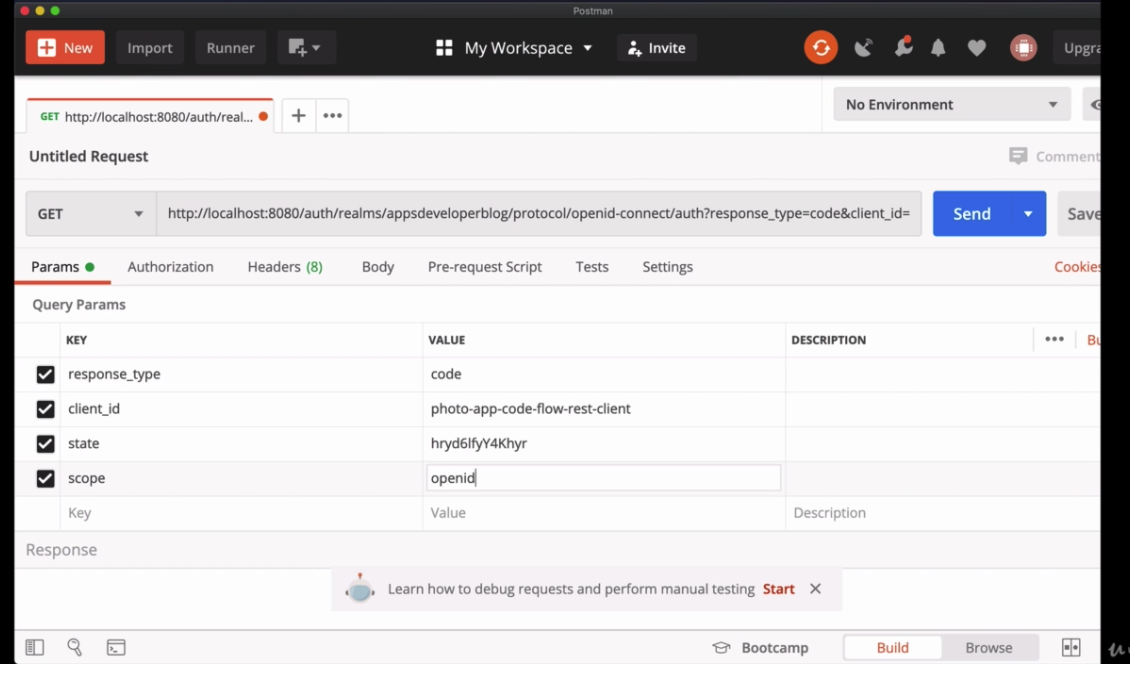 Postman
New Import Runner My Workspace Invite Upgra
GET http://localhost:8080/auth/real... + ••• No Environment
Untitled Request Comment
GET http://localhost:8080/auth/realms/appsdeveloperblog/protocol/openid-connect/auth?response_type=code&client_id= Send Save
Params Authorization Headers (8) Body Pre-request Script Tests Settings Cookies
Query Params
KEY VALUE DESCRIPTION ••• Bu
response_type code
client_id photo-app-code-flow-rest-client
state hryd6lfyY4Khyr
scope openid
Key Value Description
Response
Learn how to debug requests and perform manual testing Start
Bootcamp Build Browse